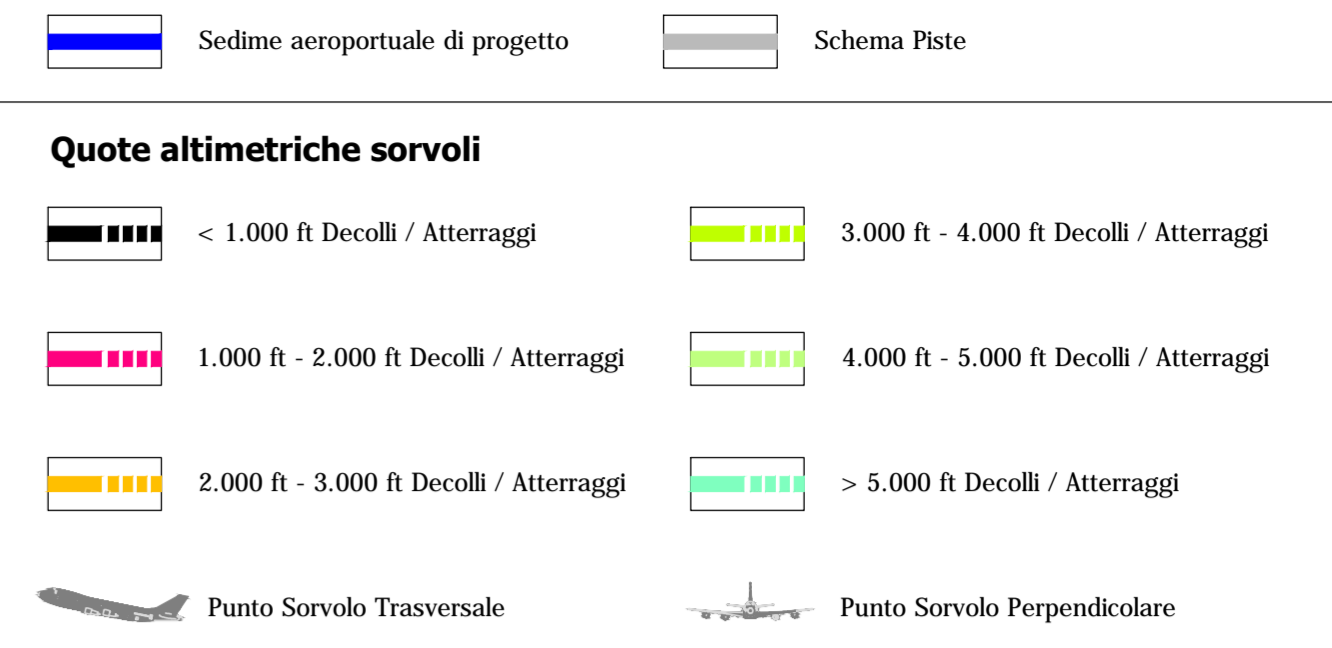 Sedime aeroportuale di progetto
Schema Piste
Quote altimetriche sorvoli
< 1.000 ft Decolli / Atterraggi
3.000 ft - 4.000 ft Decolli / Atterraggi
1.000 ft - 2.000 ft Decolli / Atterraggi
4.000 ft - 5.000 ft Decolli / Atterraggi
2.000 ft - 3.000 ft Decolli / Atterraggi
> 5.000 ft Decolli / Atterraggi
Punto Sorvolo Trasversale
Punto Sorvolo Perpendicolare